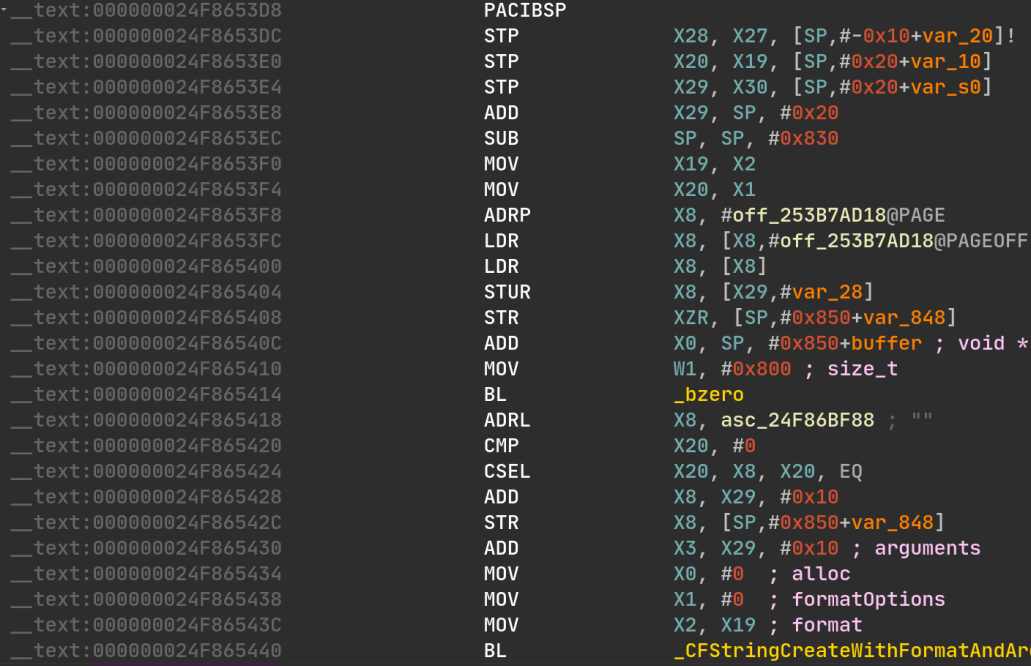 __text:000000024F8653D8 PACIBSP
__text:000000024F8653DC STP X28, X27, [SP,#-0x10+var_20]!
__text:000000024F8653E0 STP X20, X19, [SP,#0x20+var_10]
__text:000000024F8653E4 STP X29, X30, [SP,#0x20+var_s0]
__text:000000024F8653E8 ADD X29, SP, #0x20
__text:000000024F8653EC SUB SP, SP, #0x830
__text:000000024F8653F0 MOV X19, X2
__text:000000024F8653F4 MOV X20, X1
__text:000000024F8653F8 ADRP X8, #off_253B7AD18@PAGE
__text:000000024F8653FC LDR X8, [X8,#off_253B7AD18@PAGEOFF
__text:000000024F865400 LDR X8, [X8]
__text:000000024F865404 STUR X8, [X29,#var_28]
__text:000000024F865408 STR XZR, [SP,#0x850+var_848]
__text:000000024F86540C ADD X0, SP, #0x850+buffer ; void *
__text:000000024F865410 MOV W1, #0x800 ; size_t
__text:000000024F865414 BL _bzero
__text:000000024F865418 ADRL X8, asc_24F86BF88 ; ""
__text:000000024F865420 CMP X20, #0
__text:000000024F865424 CSEL X20, X8, X20, EQ
__text:000000024F865428 ADD X8, X29, #0x10
__text:000000024F86542C STR X8, [SP,#0x850+var_848]
__text:000000024F865430 ADD X3, X29, #0x10 ; arguments
__text:000000024F865434 MOV X0, #0 ; alloc
__text:000000024F865438 MOV X1, #0 ; formatOptions
__text:000000024F86543C MOV X2, X19 ; format
__text:000000024F865440 BL _CFStringCreateWithFormatAndAr